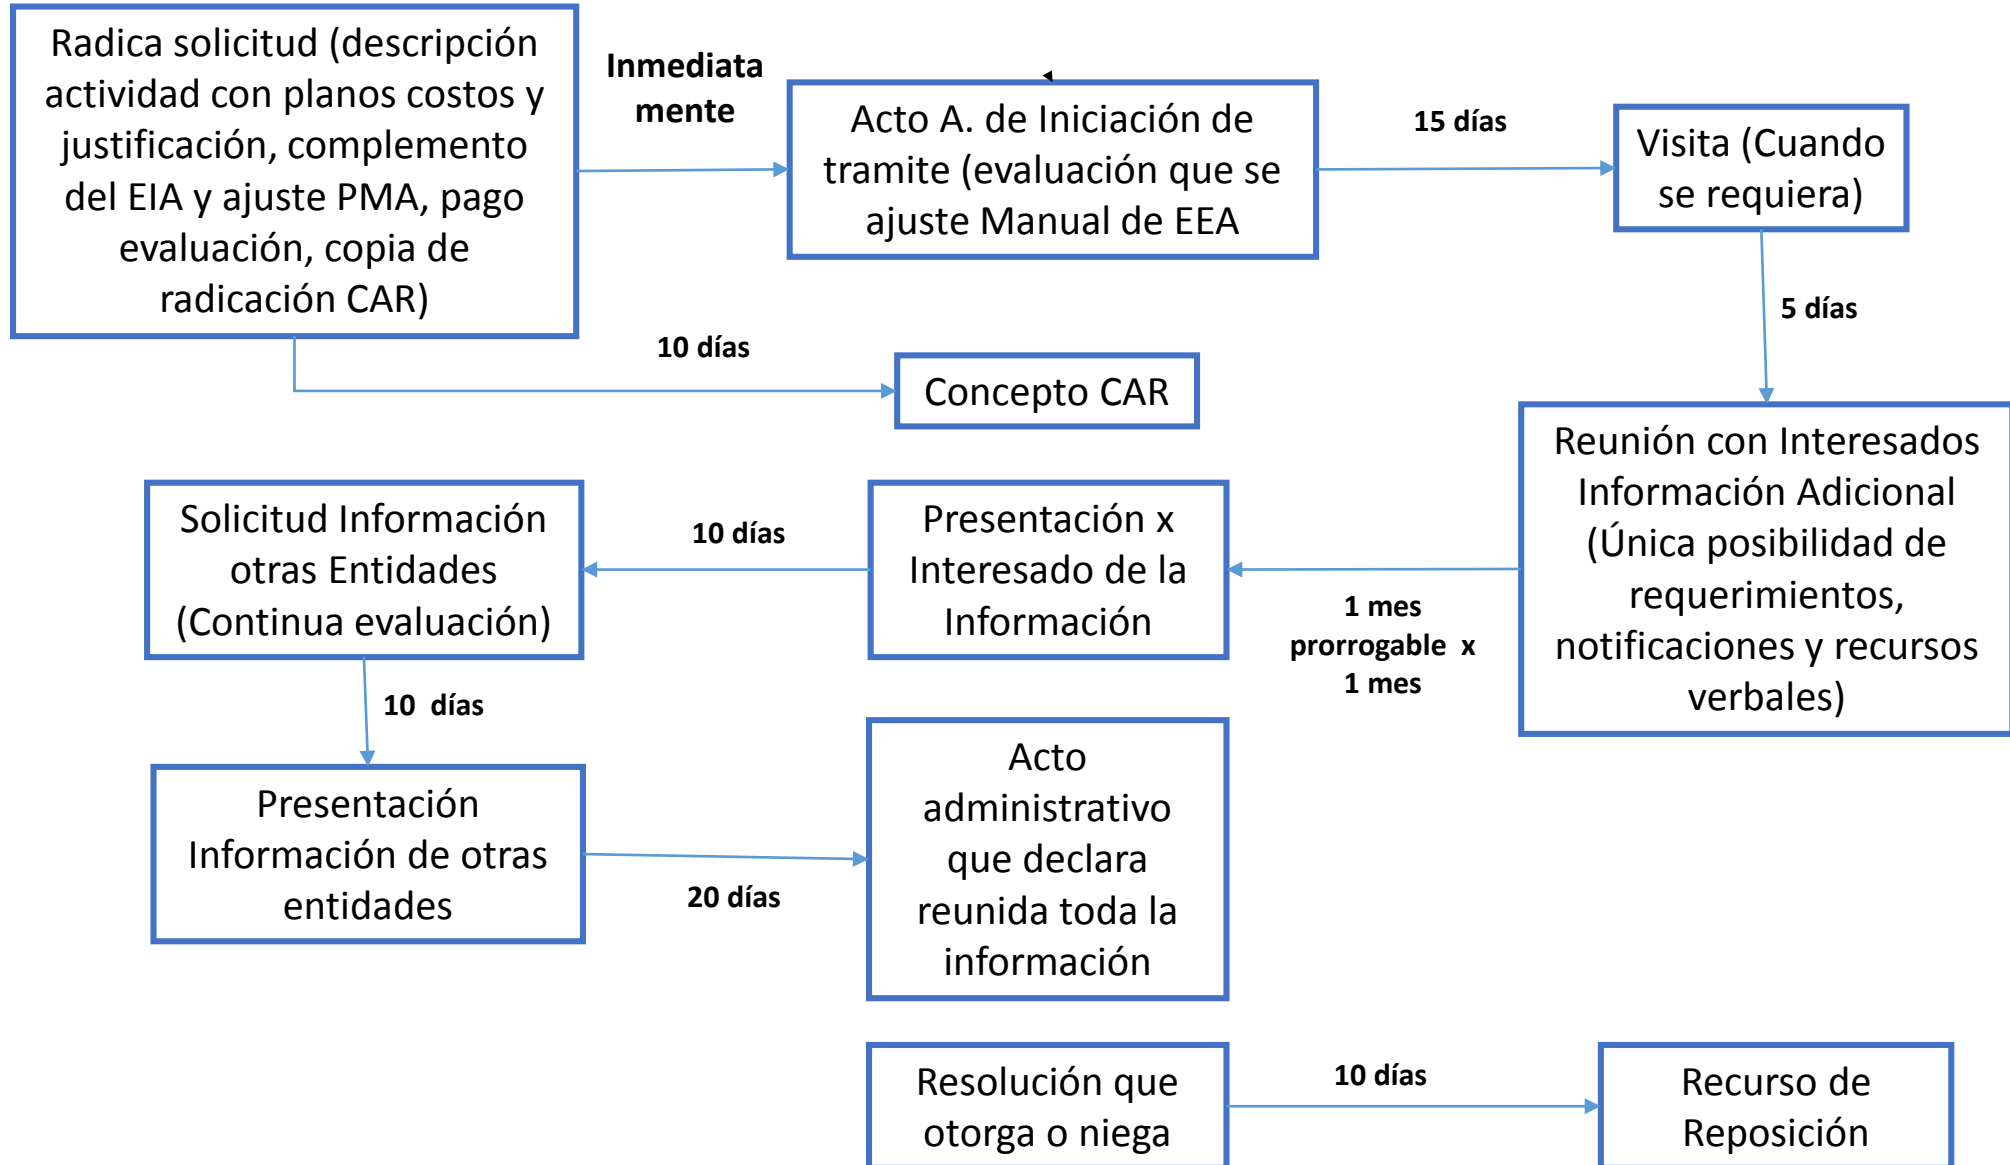 Radica solicitud (descripción
actividad con planos costos y
justificación, complemento
del EIA y ajuste PMA, pago
evaluación, copia de
radicación CAR)
Inmediata
mente
Acto A. de Iniciación de
tramite (evaluación que se
ajuste Manual de EEA
15 días
Visita (Cuando
se requiera)
5 días
10 días
Concepto CAR
Reunión con Interesados
Información Adicional
(Única posibilidad de
requerimientos,
notificaciones y recursos
verbales)
1 mes
prorrogable x
1 mes
Presentación x
Interesado de la
Información
10 días
Solicitud Información
otras Entidades
(Continua evaluación)
10 días
Presentación
Información de otras
entidades
20 días
Acto
administrativo
que declara
reunida toda la
información
Resolución que
otorga o niega
10 días
Recurso de
Reposición